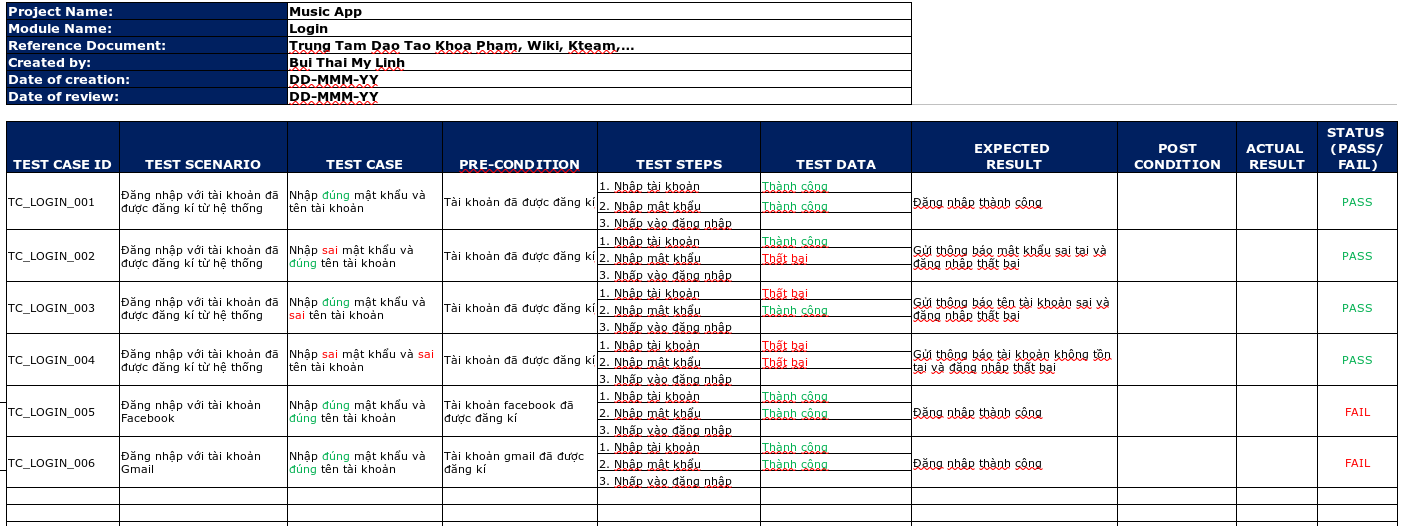 Project Name: Music App
Module Name: Login
Reference Document: Trung Tam Dao Tao Khoa Pham, Wiki, Kteam,...
Created by: Bui Thai My Linh
Date of creation: DD-MMM-YY
Date of review: DD-MMM-YY
TEST CASE ID
TEST SCENARIO
TEST CASE
PRE-CONDITION
TEST STEPS
TEST DATA
EXPECTED
RESULT
POST
CONDITION
ACTUAL
RESULT
STATUS
(PASS/
FAIL)
TC_LOGIN_001
Đăng nhập với tài khoản đã
được đăng kí từ hệ thống
Nhập đúng mật khẩu và
tên tài khoản
Tài khoản đã được đăng kí
1. Nhập tài khoản
Thành công
2. Nhập mật khẩu
Thành công
3. Nhấp vào đăng nhập
Đăng nhập thành công
PASS
TC_LOGIN_002
Đăng nhập với tài khoản đã
được đăng kí từ hệ thống
Nhập sai mật khẩu và
đúng tên tài khoản
Tài khoản đã được đăng kí
1. Nhập tài khoản
Thành công
2. Nhập mật khẩu
Thất bại
3. Nhấp vào đăng nhập
Gửi thông báo mật khẩu sai tại và
đăng nhập thất bại
PASS
TC_LOGIN_003
Đăng nhập với tài khoản đã
được đăng kí từ hệ thống
Nhập đúng mật khẩu và
sai tên tài khoản
Tài khoản đã được đăng kí
1. Nhập tài khoản
Thất bại
2. Nhập mật khẩu
Thành công
3. Nhấp vào đăng nhập
Gửi thông báo tên tài khoản sai và
đăng nhập thất bại
PASS
TC_LOGIN_004
Đăng nhập với tài khoản đã
được đăng kí từ hệ thống
Nhập sai mật khẩu và sai
tên tài khoản
Tài khoản đã được đăng kí
1. Nhập tài khoản
Thất bại
2. Nhập mật khẩu
Thất bại
3. Nhấp vào đăng nhập
Gửi thông báo tài khoản không tồn
tại và đăng nhấp thất bại
PASS
TC_LOGIN_005
Đăng nhập với tài khoản
Facebook
Nhập đúng mật khẩu và
đúng tên tài khoản
Tài khoản facebook đã
được đăng kí
1. Nhập tài khoản
Thành công
2. Nhập mật khẩu
Thành công
3. Nhấp vào đăng nhập
Đăng nhập thành công
FAIL
TC_LOGIN_006
Đăng nhập với tài khoản
Gmail
Nhập đúng mật khẩu và
đúng tên tài khoản
Tài khoản gmail đã được
đăng kí
1. Nhập tài khoản
Thành công
2. Nhập mật khẩu
Thành công
3. Nhấp vào đăng nhập
Đăng nhập thành công
FAIL